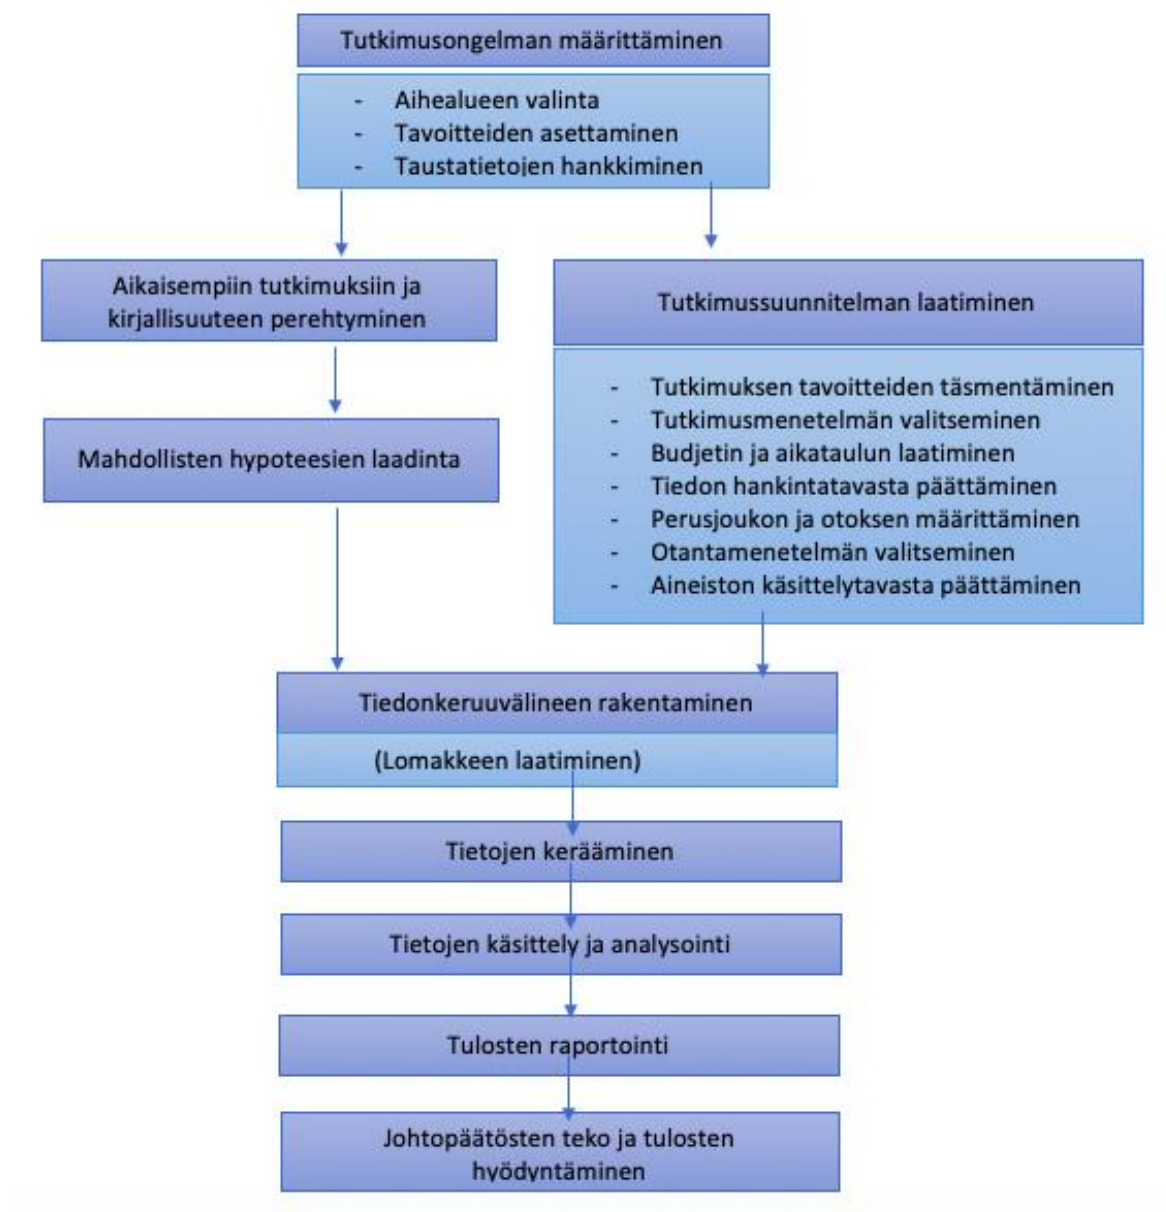 Tutkimusongelman määrittäminen
- Aihealueen valinta
- Tavoitteiden asettaminen
- Taustatietojen hankkiminen
Aikaisempiin tutkimuksiin ja
kirjallisuuteen perehtyminen
Mahdollisten hypoteesien laadinta
Tutkimussuunnitelman laatiminen
- Tutkimuksen tavoitteiden täsmentäminen
- Tutkimusmenetelmän valitseminen
- Budjetin ja aikataulun laatiminen
- Tiedon hankintatavasta päättäminen
- Perusjoukon ja otoksen määrittäminen
- Otantamenetelmän valitseminen
- Aineiston käsittelytavasta päättäminen
Tiedonkeruuvälineen rakentaminen
(Lomakkeen laatiminen)
Tietojen kerääminen
Tietojen käsittely ja analysointi
Tulosten raportointi
Johtopäätösten teko ja tulosten
hyödyntäminen